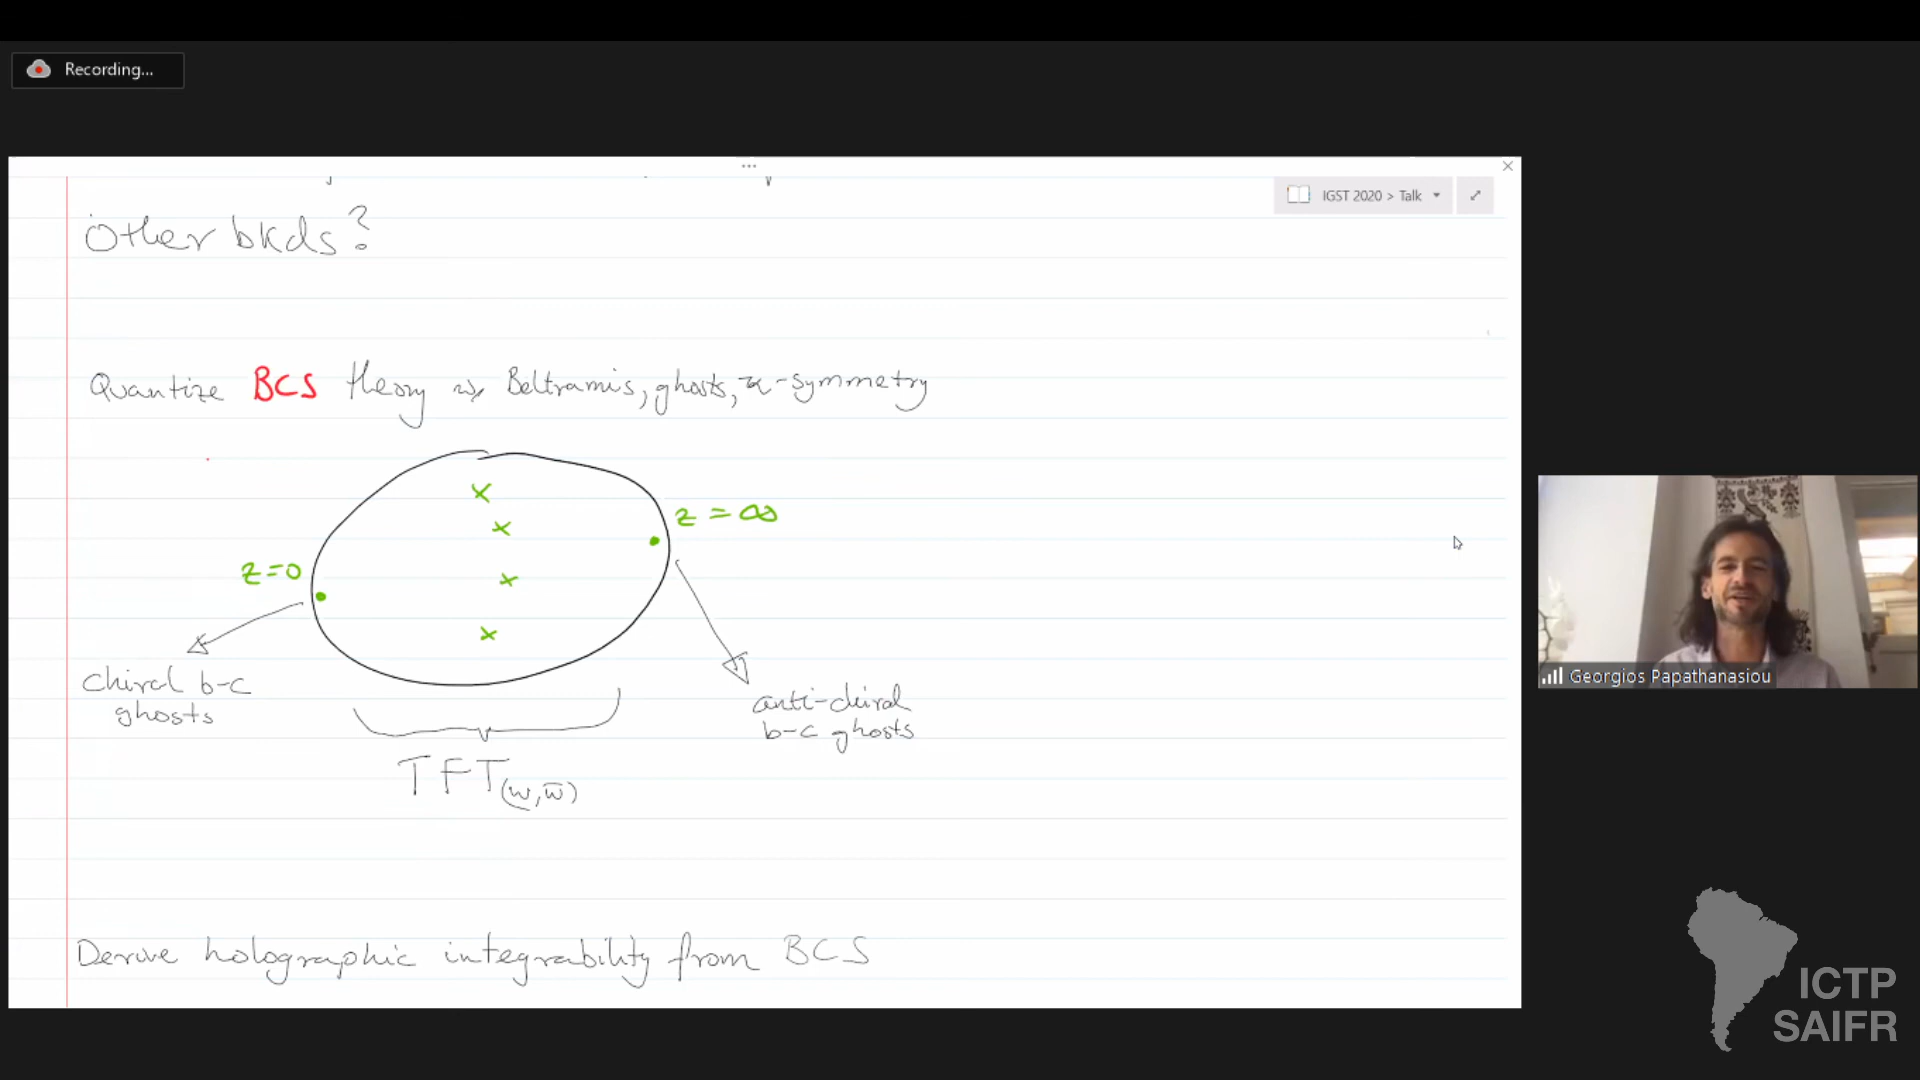 Recording...
IGST 2020 > Talk
Other bkds?
Quantize BCS theory w. Beltramis, ghosts, κ-symmetry
z = ∞
z=0
chiral b-c
ghosts
anti-chiral
b-c ghosts
TFT(w, w̄)
Derive holographic integrability from BCS
Georgios Papathanasiou
ICTP
SAIFR